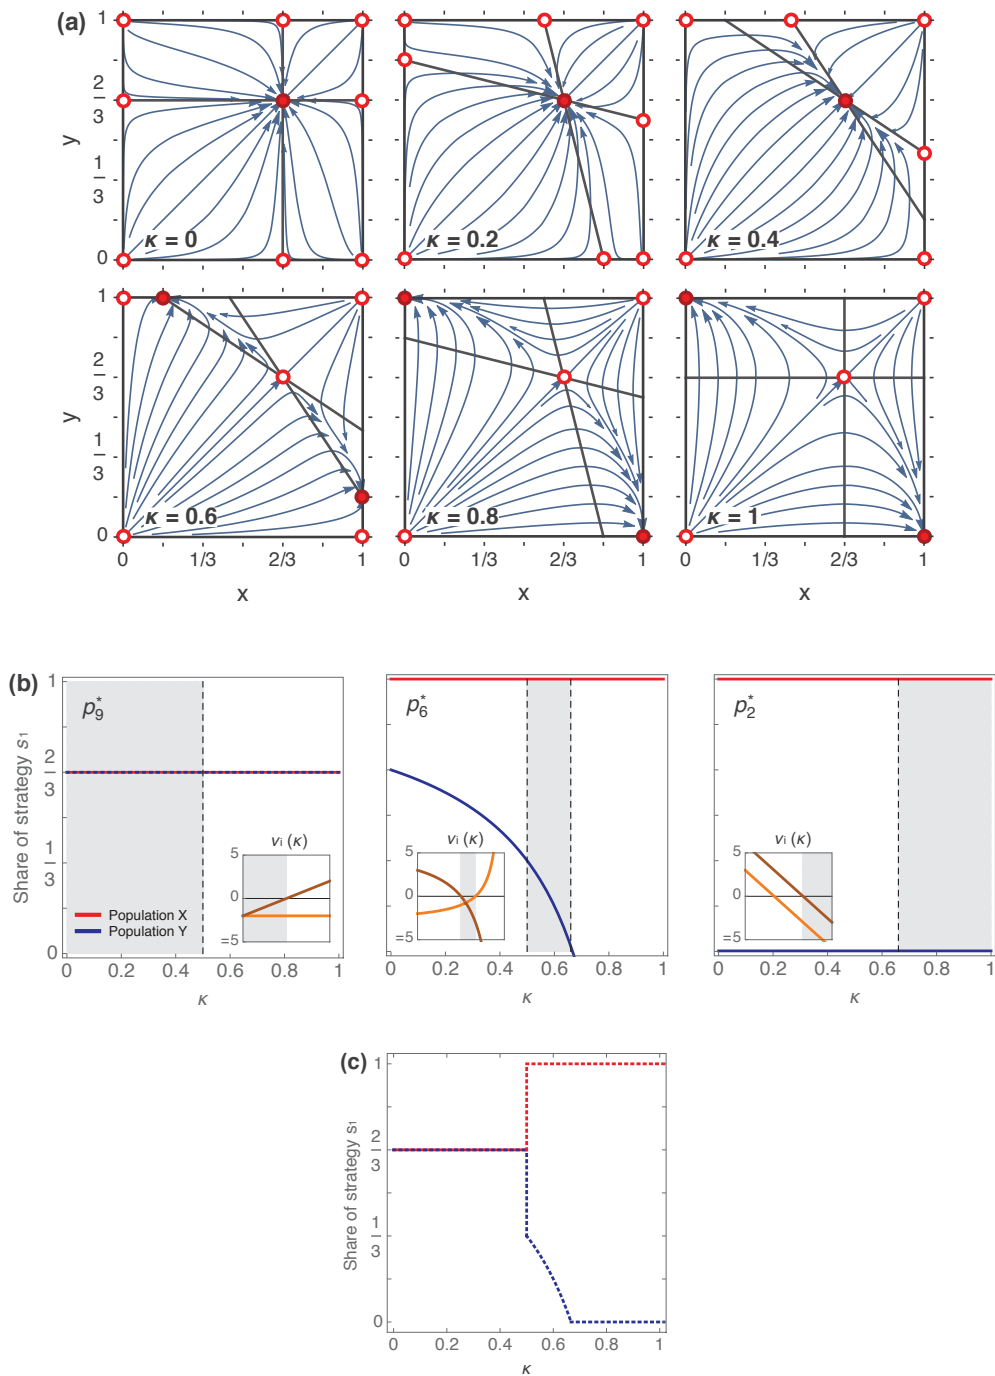 (a)
1
2
3
y
1
3
0
κ = 0
κ = 0.2
κ = 0.4
1
2
3
y
1
3
0
κ = 0.6
κ = 0.8
κ = 1
0 1/3 2/3 1
0 1/3 2/3 1
0 1/3 2/3 1
x
x
x
(b)
1
2
3
1
3
0
Share of strategy s1
p*9
Population X
Population Y
νi (κ)
5
0
=5
0 0.2 0.4 0.6 0.8 1
κ
p*6
νi (κ)
5
0
=5
0 0.2 0.4 0.6 0.8 1
κ
p*2
νi (κ)
5
0
=5
0 0.2 0.4 0.6 0.8 1
κ
(c)
1
2
3
1
3
0
Share of strategy s1
0 0.2 0.4 0.6 0.8 1
κ